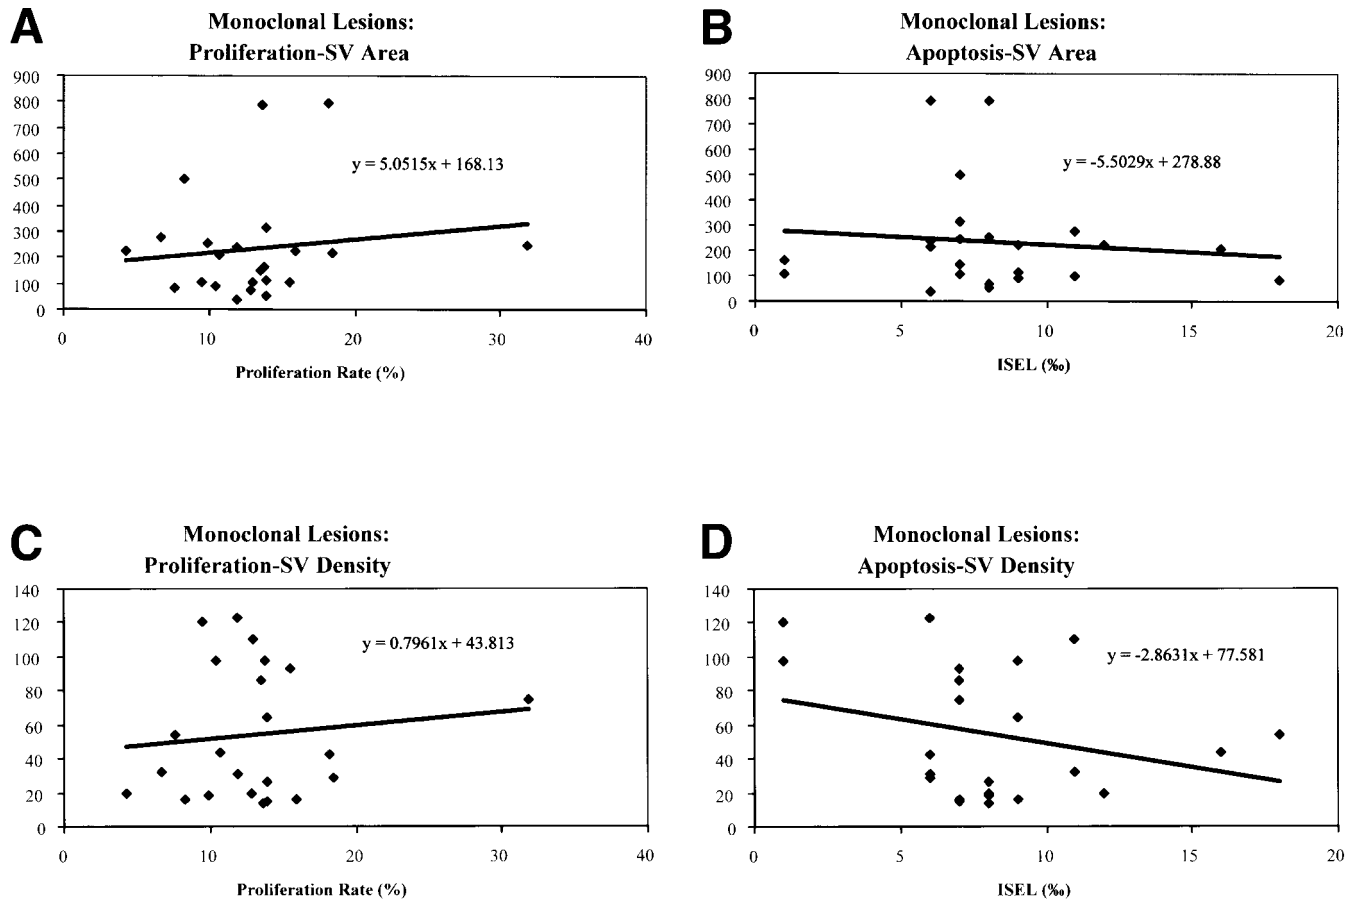 A
Monoclonal Lesions:
Proliferation-SV Area
900
800
700
600
500
400
300
200
100
0
y = 5.0515x + 168.13
0 10 20 30 40
Proliferation Rate (%)
B
Monoclonal Lesions:
Apoptosis-SV Area
900
800
700
600
500
400
300
200
100
0
y = -5.5029x + 278.88
0 5 10 15 20
ISEL (‰)
C
Monoclonal Lesions:
Proliferation-SV Density
140
120
100
80
60
40
20
0
y = 0.7961x + 43.813
0 10 20 30 40
Proliferation Rate (%)
D
Monoclonal Lesions:
Apoptosis-SV Density
140
120
100
80
60
40
20
0
y = -2.8631x + 77.581
0 5 10 15 20
ISEL (‰)